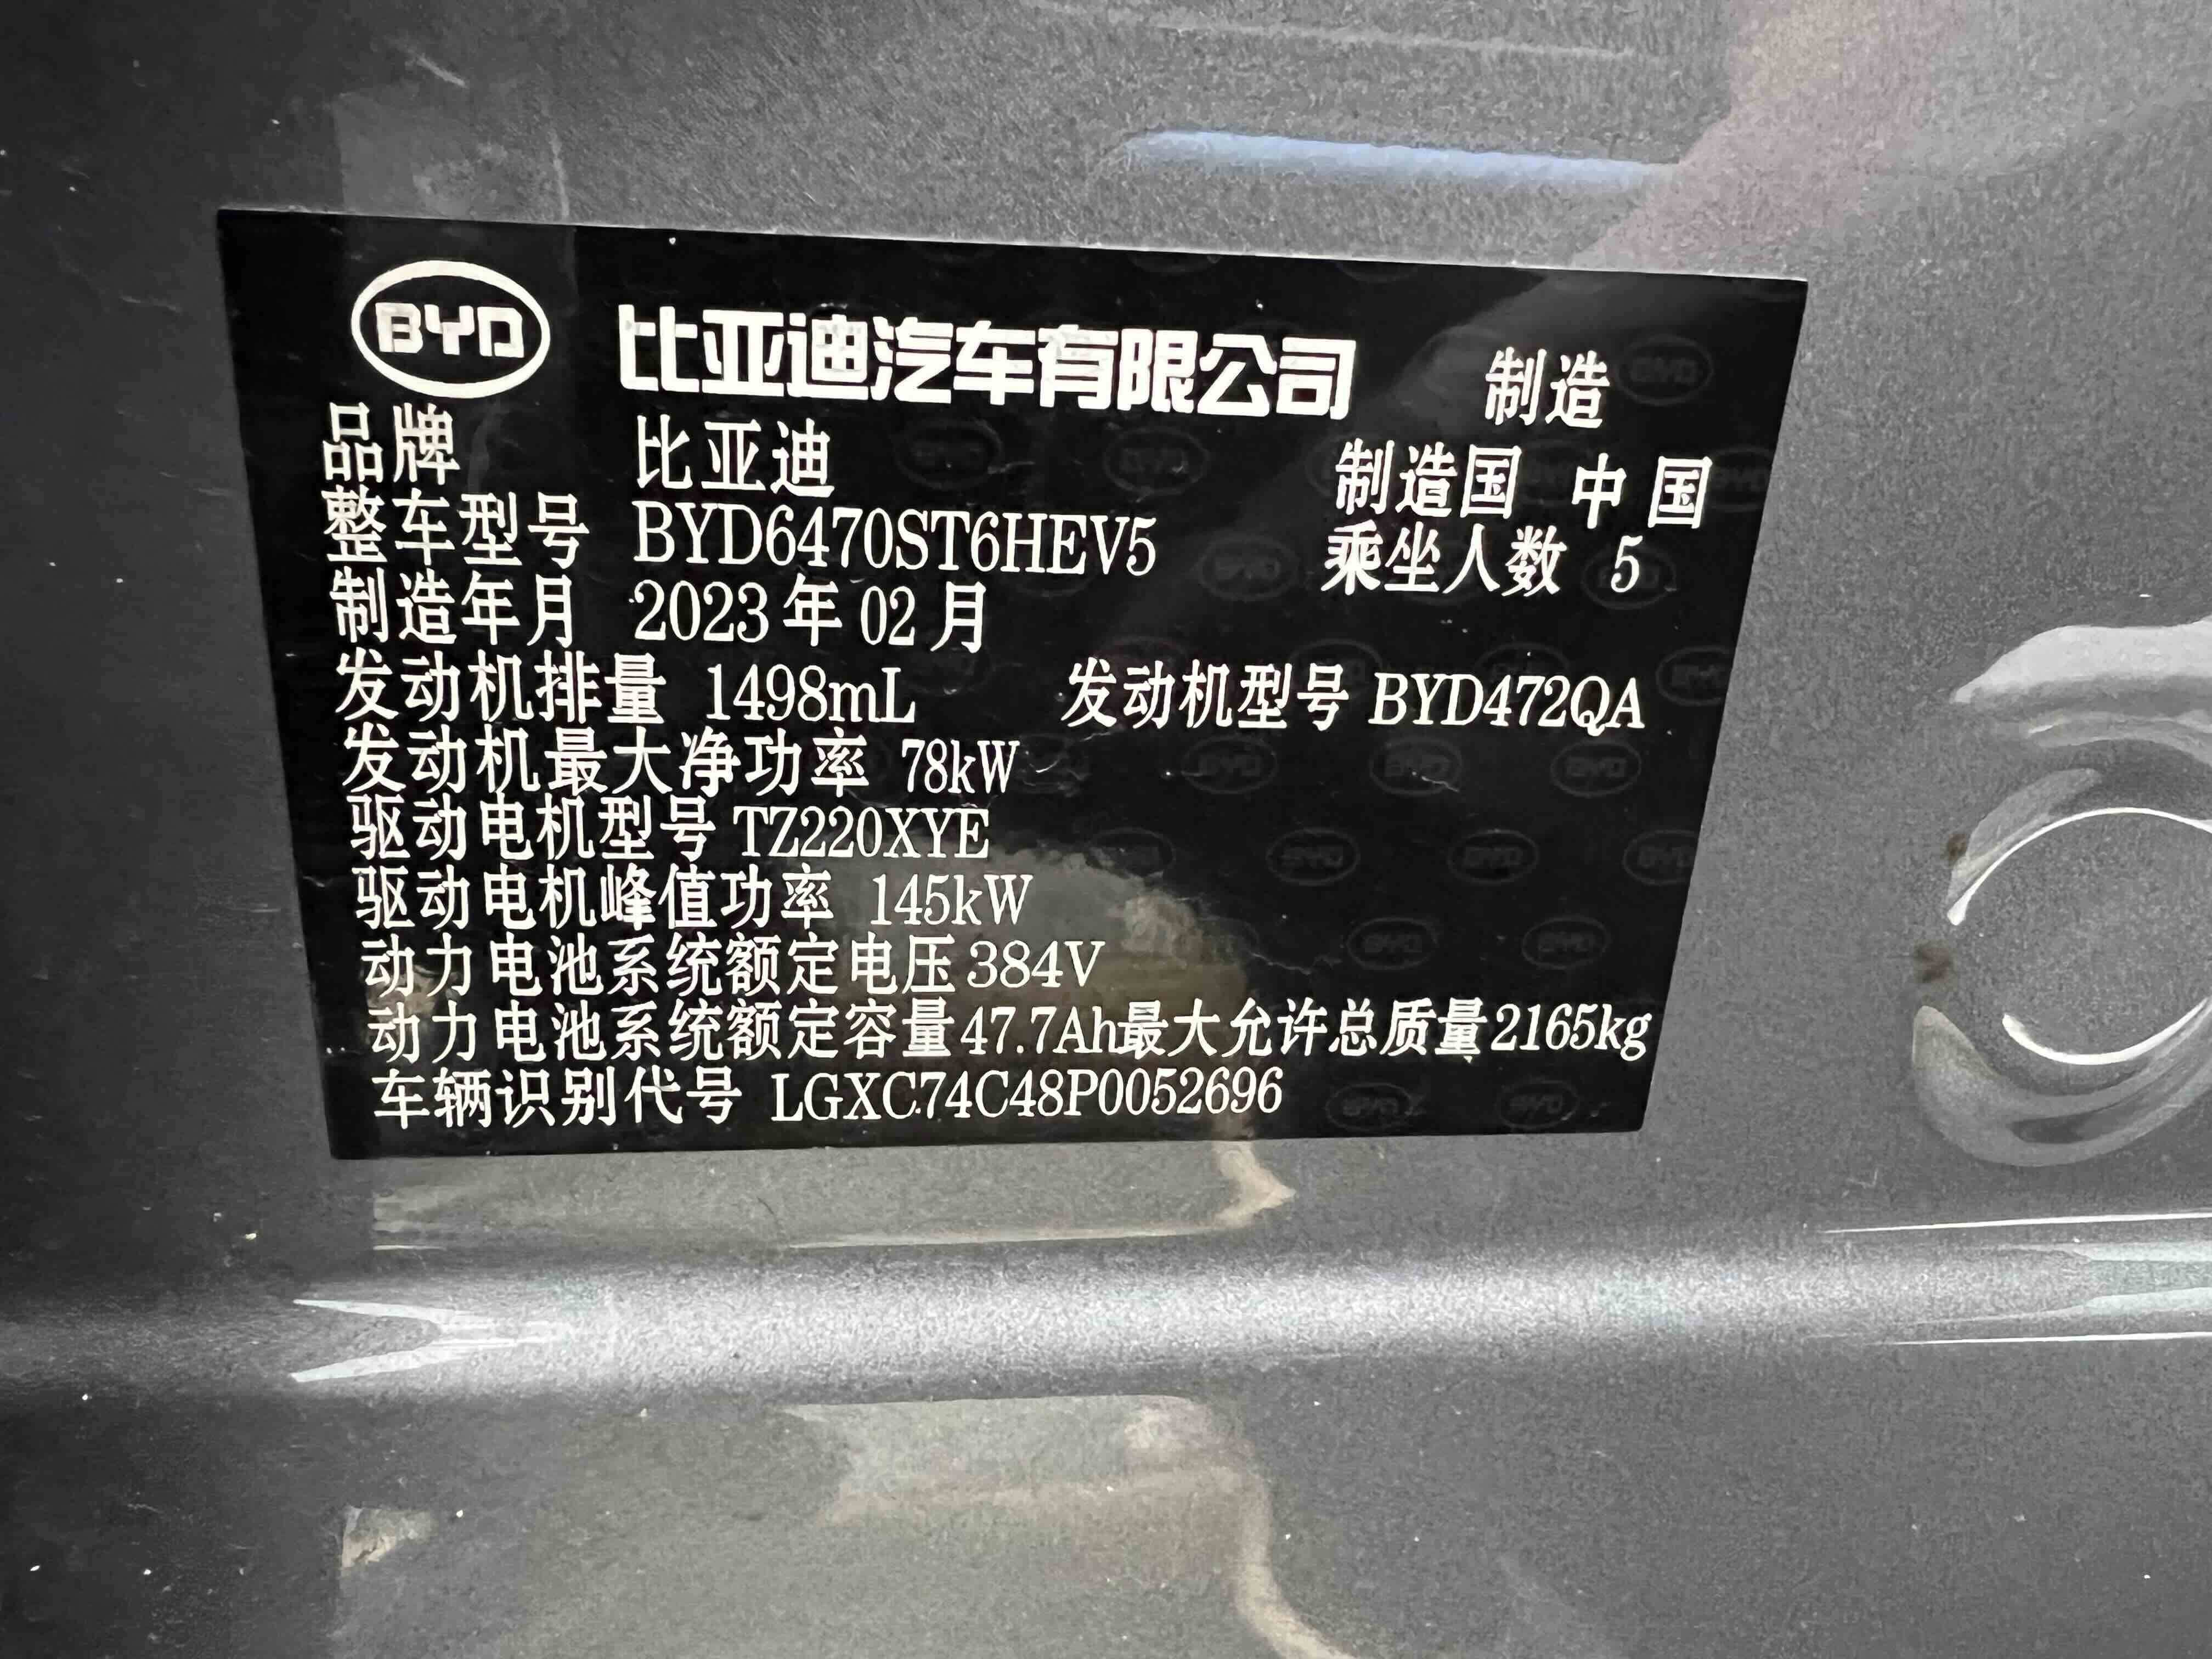 BYD 比亚迪汽车有限公司 制造
品牌 比亚迪 制造国 中国
整车型号 BYD6470ST6HEV5 乘坐人数 5
制造年月 2023年02月
发动机排量 1498mL 发动机型号 BYD472QA
发动机最大净功率 78kW
驱动电机型号 TZ220XYE
驱动电机峰值功率 145kW
动力电池系统额定电压 384V
动力电池系统额定容量 47.7Ah 最大允许总质量 2165kg
车辆识别代号 LGXC74C48P0052696